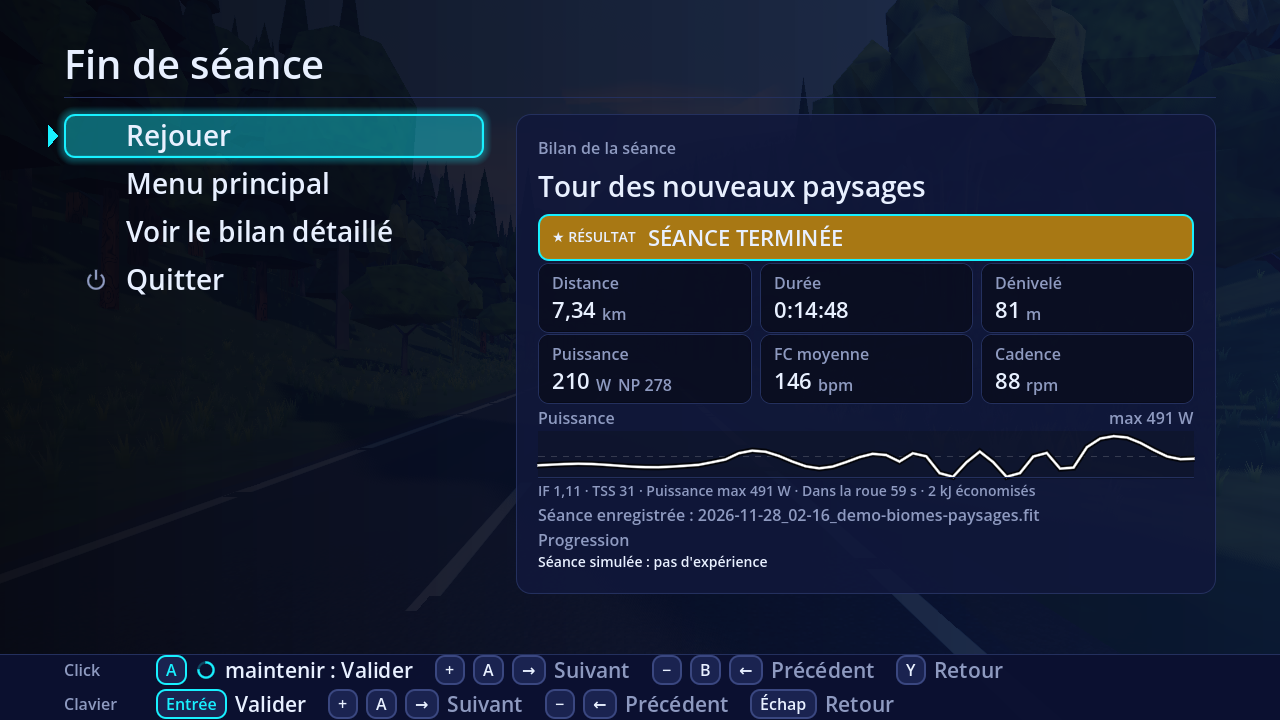 Fin de séance
Rejouer
Menu principal
Voir le bilan détaillé
Quitter
Bilan de la séance
Tour des nouveaux paysages
★ RÉSULTAT SÉANCE TERMINÉE
Distance Durée Dénivelé
7,34 km 0:14:48 81 m
Puissance FC moyenne Cadence
210 W NP 278 146 bpm 88 rpm
Puissance max 491 W
IF 1,11 · TSS 31 · Puissance max 491 W · Dans la roue 59 s · 2 kJ économisés
Séance enregistrée : 2026-11-28_02-16_demo-biomes-paysages.fit
Progression
Séance simulée : pas d'expérience
Click A maintenir : Valider + A → Suivant − B ← Précédent Y Retour
Clavier Entrée Valider + A → Suivant − ← Précédent Échap Retour